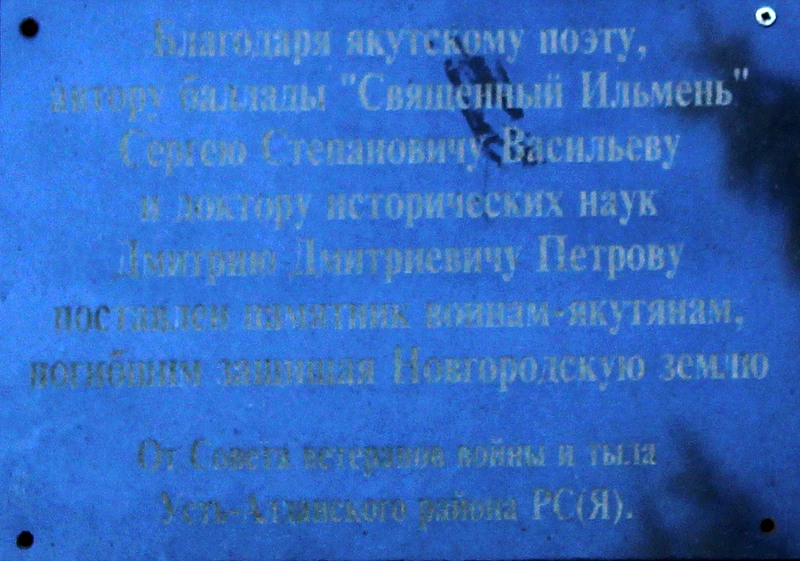 Благодаря якутскому поэту,
автору баллады "Священный Ильмень"
Сергею Степановичу Васильеву
и доктору исторических наук
Дмитрию Дмитриевичу Петрову
поставлен памятник воинам-якутянам,
погибшим защищая Новгородскую землю
От Совета ветеранов войны и тыла
Усть-Алданского района РС(Я).